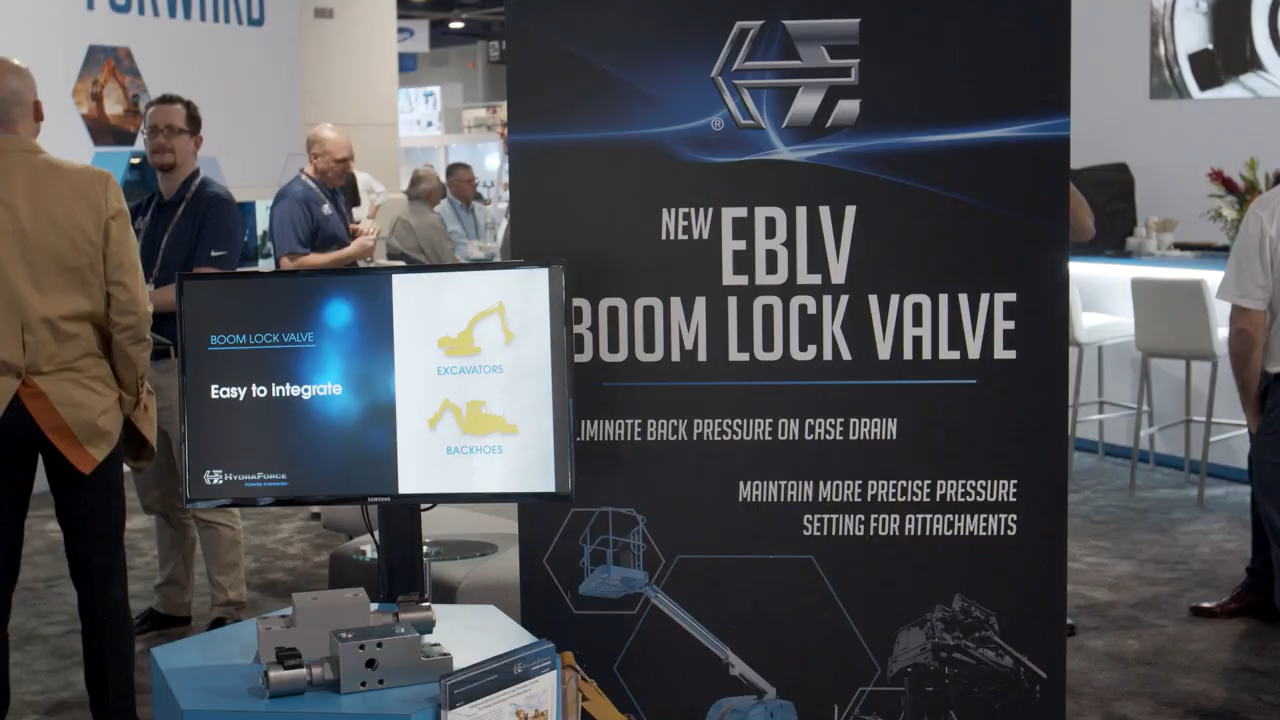 FORWARD
®
NEW EBLV
BOOM LOCK VALVE
LIMINATE BACK PRESSURE ON CASE DRAIN
MAINTAIN MORE PRECISE PRESSURE
SETTING FOR ATTACHMENTS
BOOM LOCK VALVE
Easy to integrate
EXCAVATORS
BACKHOES
HYDRAFORCE
POWER FORWARD
SAMSUNG